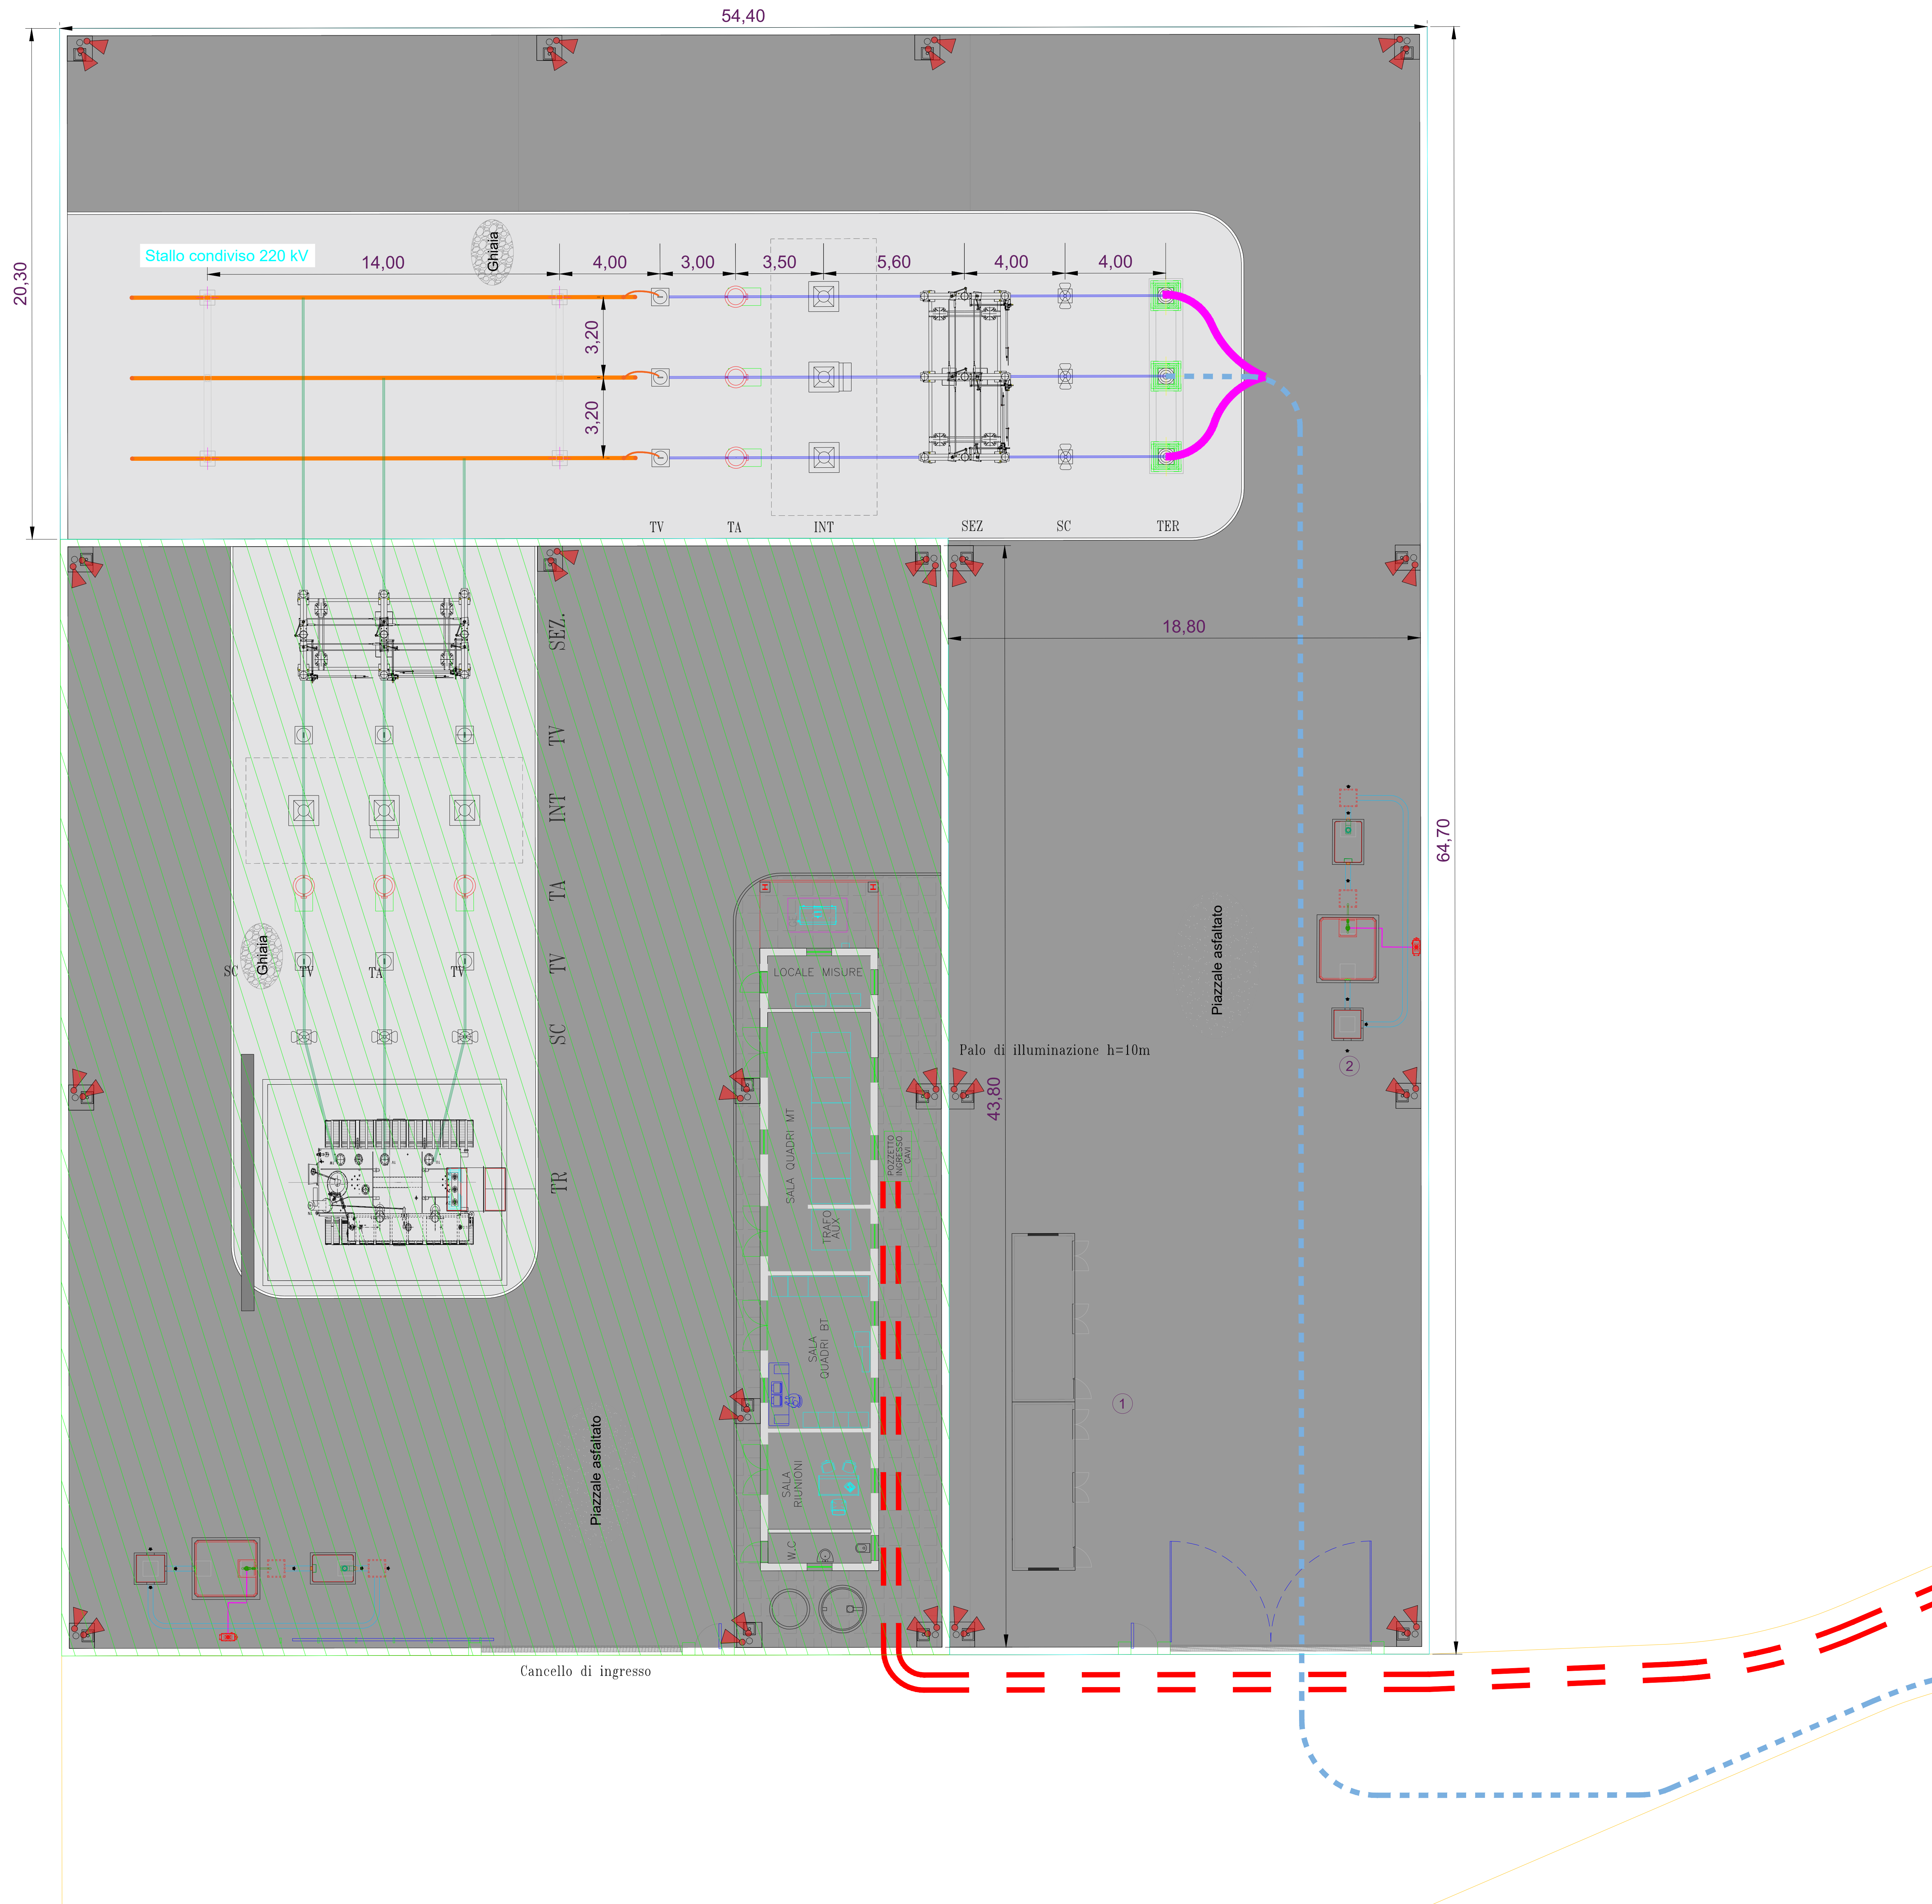 54,40
20,30
Stallo condiviso 220 kV
Ghiaia
14,00
4,00
3,00
3,50
5,60
4,00
4,00
3,20
3,20
TV
TA
INT
SEZ
SC
TER
SEZ.
TV
INT
TA
TV
SC
TR
18,80
64,70
43,80
Ghiaia
SC
TV
TA
TV
LOCALE MISURE
SALA QUADRI MT
POZZETTO
INGRESSO
CAVI
TRAFO
AUX
SALA
QUADRI BT
SALA
RIUNIONI
W.C
Piazzale asfaltato
Palo di illuminazione h=10m
2
1
Piazzale asfaltato
Cancello di ingresso